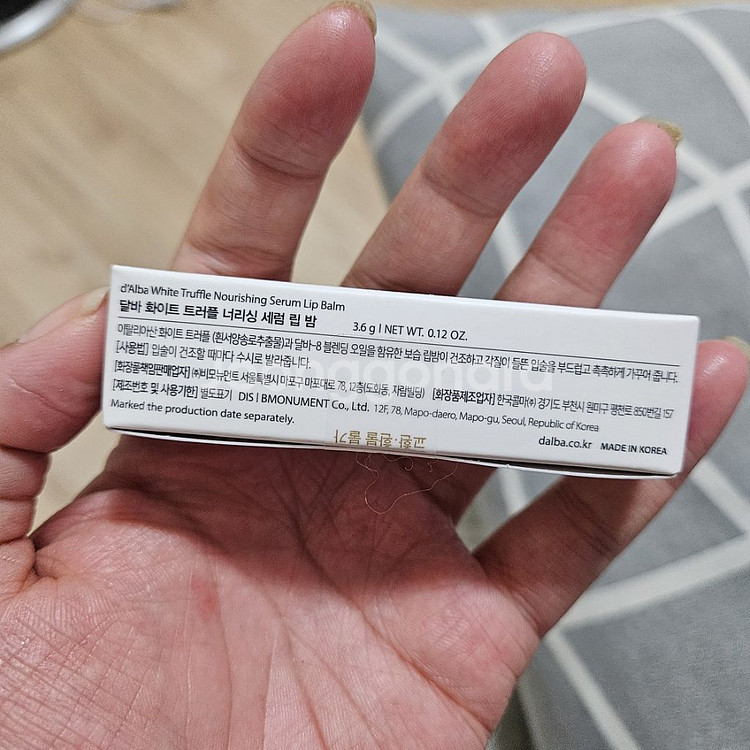 d'Alba White Truffle Nourishing Serum Lip Balm
달바 화이트 트러플 너리싱 세럼 립 밤 3.6 g l NET WT. 0.12 OZ.
이탈리아산 화이트 트러플 (흰서양송로추출물)과 달바-8 블렌딩 오일을 함유한 보습 립밤이 건조하고 각질이 들뜬 입술을 부드럽고 촉촉하게 가꾸어 줍니다.
[사용법] 입술이 건조할 때마다 수시로 발라줍니다.
[화장품책임판매업자] ㈜비모뉴먼트 서울특별시 마포구 마포대로 78, 12층(도화동, 자람빌딩) [화장품제조업자] 한국콜마㈜ 경기도 부천시 원미구 평천로 850번길 157
[제조번호 및 사용기한] 별도표기 DIS | BMONUMENT Co., Ltd. 12F, 78, Mapo-daero, Mapo-gu, Seoul, Republic of Korea
Marked the production date separately.
dalba.co.kr MADE IN KOREA
교환·환불 불가